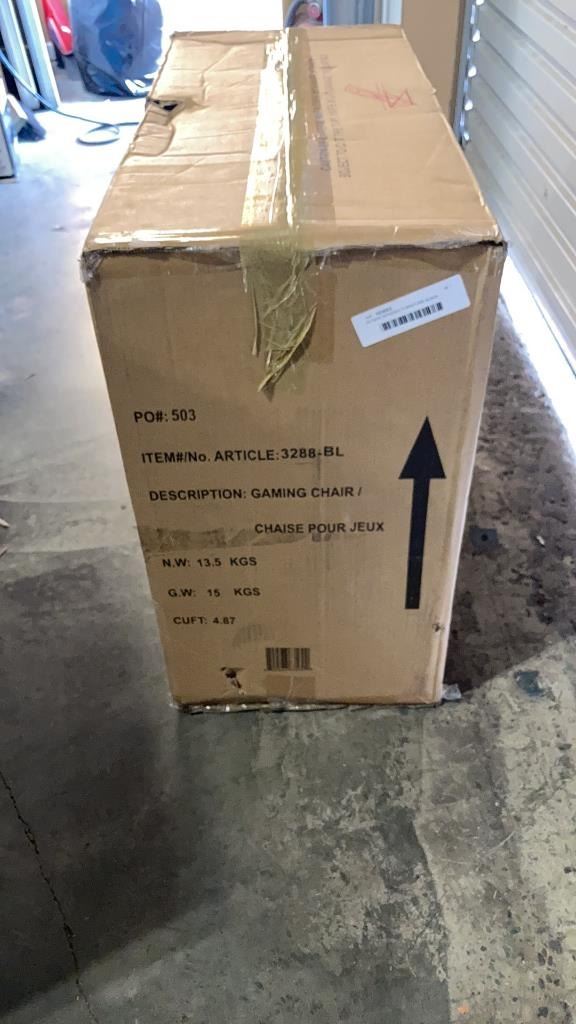 PO#: 503
ITEM#/No. ARTICLE: 3288-BL
DESCRIPTION: GAMING CHAIR /
CHAISE POUR JEUX
N.W: 13.5 KGS
G.W: 15 KGS
CUFT: 4.87